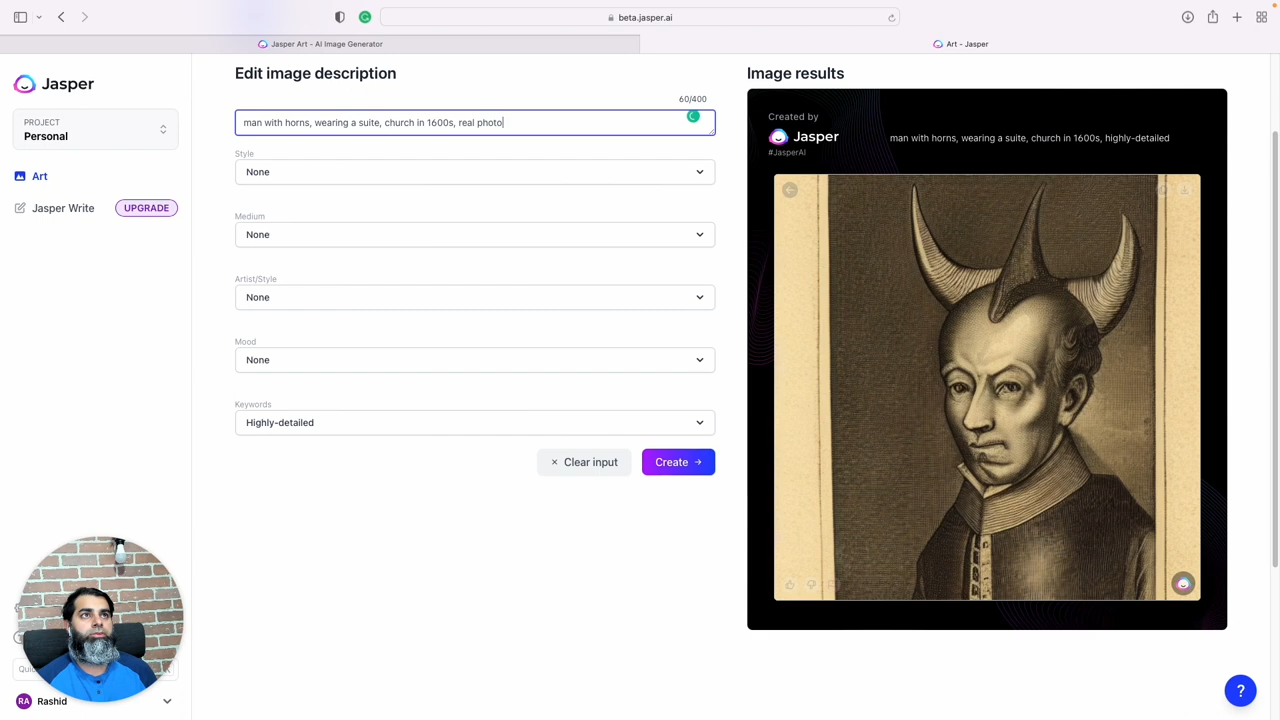 beta.jasper.ai
Jasper Art - AI Image Generator
Art - Jasper
Jasper
PROJECT
Personal
Art
Jasper Write
UPGRADE
RA
Rashid
Edit image description
60/400
man with horns, wearing a suite, church in 1600s, real photo
Style
None
Medium
None
Artist/Style
None
Mood
None
Keywords
Highly-detailed
× Clear input
Create →
Image results
Created by
Jasper
#JasperAI
man with horns, wearing a suite, church in 1600s, highly-detailed
?